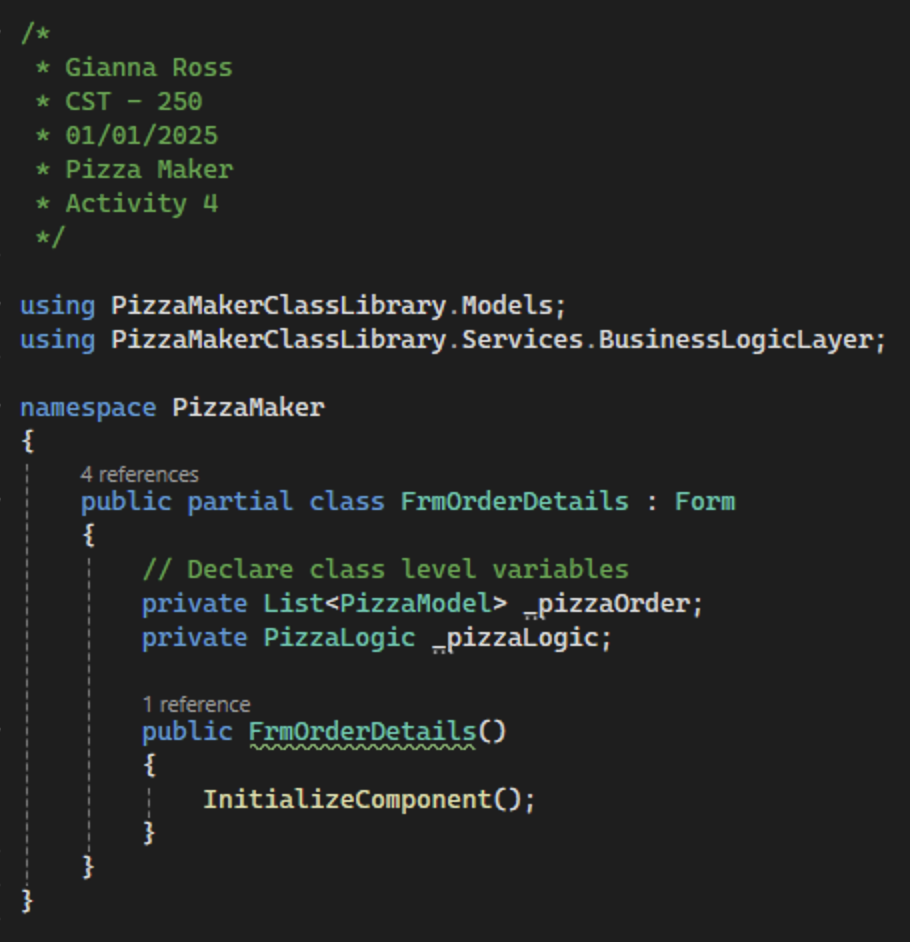 /*
 * Gianna Ross
 * CST - 250
 * 01/01/2025
 * Pizza Maker
 * Activity 4
 */
using PizzaMakerClassLibrary.Models;
using PizzaMakerClassLibrary.Services.BusinessLogicLayer;
namespace PizzaMaker
{
    4 references
    public partial class FrmOrderDetails : Form
    {
        // Declare class level variables
        private List<PizzaModel> _pizzaOrder;
        private PizzaLogic _pizzaLogic;
        1 reference
        public FrmOrderDetails()
        {
            InitializeComponent();
        }
    }
}